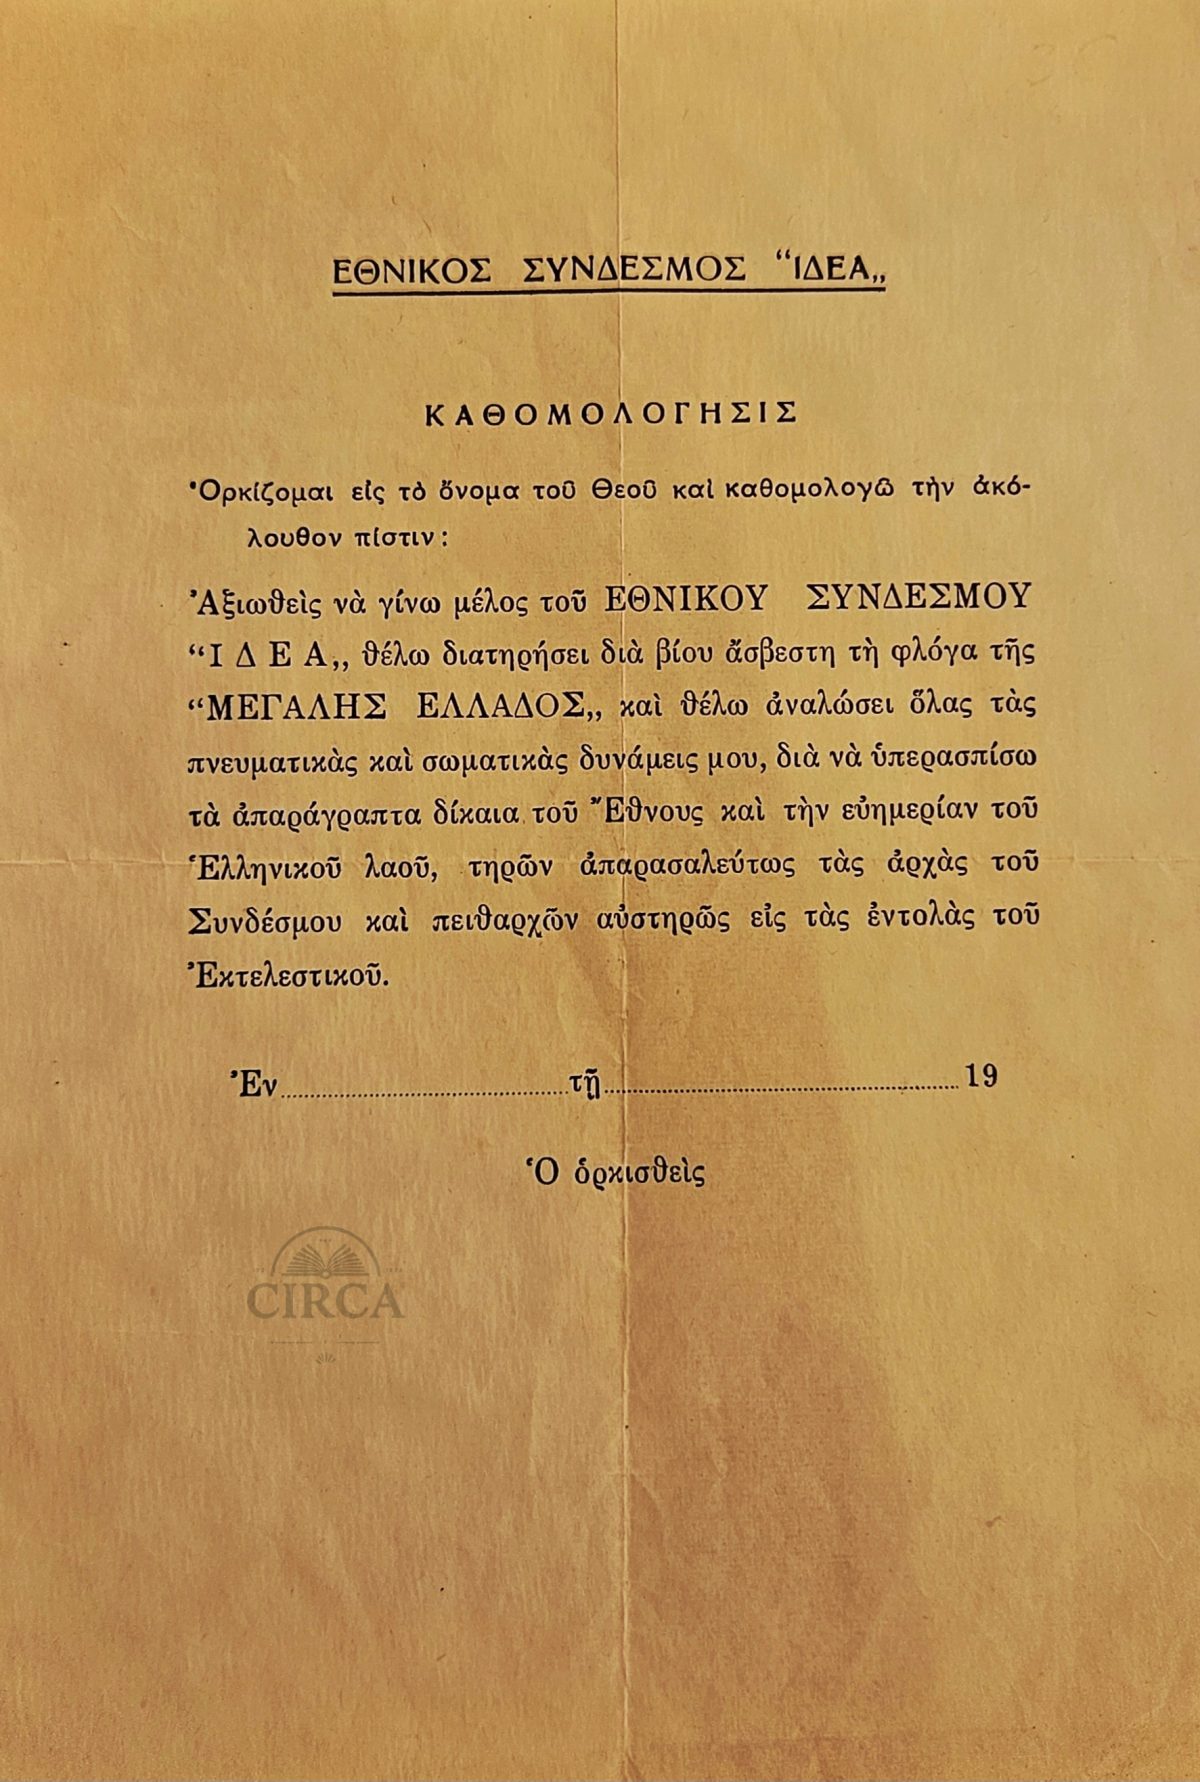 ΕΘΝΙΚΟΣ ΣΥΝΔΕΣΜΟΣ “ΙΔΕΑ„
ΚΑΘΟΜΟΛΟΓΗΣΙΣ
Ὁρκίζομαι εἰς τὸ ὄνομα τοῦ Θεοῦ καὶ καθομολογῶ τὴν ἀκό-
λουθον πίστιν :
Ἀξιωθεὶς νὰ γίνω μέλος τοῦ ΕΘΝΙΚΟΥ ΣΥΝΔΕΣΜΟΥ
“Ι Δ Ε Α„ θέλω διατηρήσει διὰ βίου ἄσβεστη τὴ φλόγα τῆς
“ΜΕΓΑΛΗΣ ΕΛΛΑΔΟΣ„ καὶ θέλω ἀναλώσει ὅλας τὰς
πνευματικὰς καὶ σωματικὰς δυνάμεις μου, διὰ νὰ ὑπερασπίσω
τὰ ἀπαράγραπτα δίκαια τοῦ Ἔθνους καὶ τὴν εὐημερίαν τοῦ
Ἑλληνικοῦ λαοῦ, τηρῶν ἀπαρασαλεύτως τὰς ἀρχὰς τοῦ
Συνδέσμου καὶ πειθαρχῶν αὐστηρῶς εἰς τὰς ἐντολὰς τοῦ
Ἐκτελεστικοῦ.
Ἐν..............................τῇ..............................19
Ὁ ὁρκισθεὶς
CIRCA